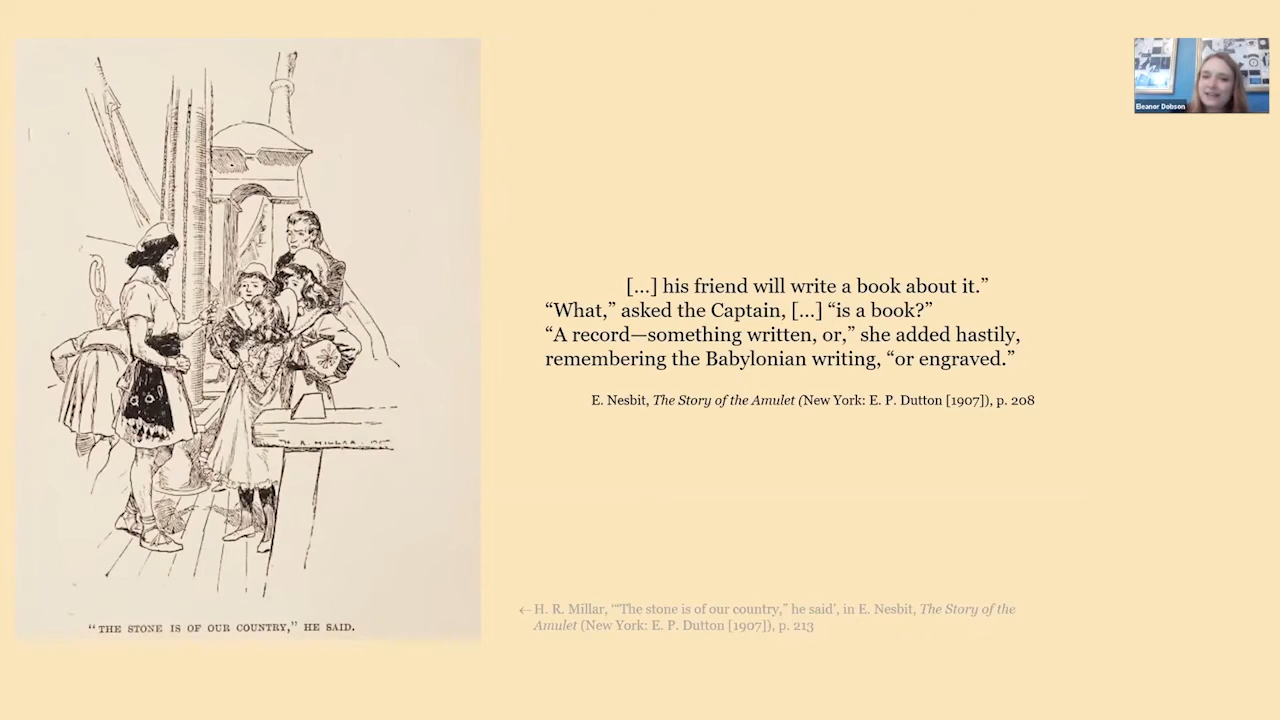 Eleanor Dobson
[...] his friend will write a book about it.”
“What,” asked the Captain, [...] “is a book?”
“A record—something written, or,” she added hastily,
remembering the Babylonian writing, “or engraved.”
E. Nesbit, The Story of the Amulet (New York: E. P. Dutton [1907]), p. 208
H. R. MILLAR
“THE STONE IS OF OUR COUNTRY,” HE SAID.
←H. R. Millar, ‘“The stone is of our country,” he said’, in E. Nesbit, The Story of the
Amulet (New York: E. P. Dutton [1907]), p. 213